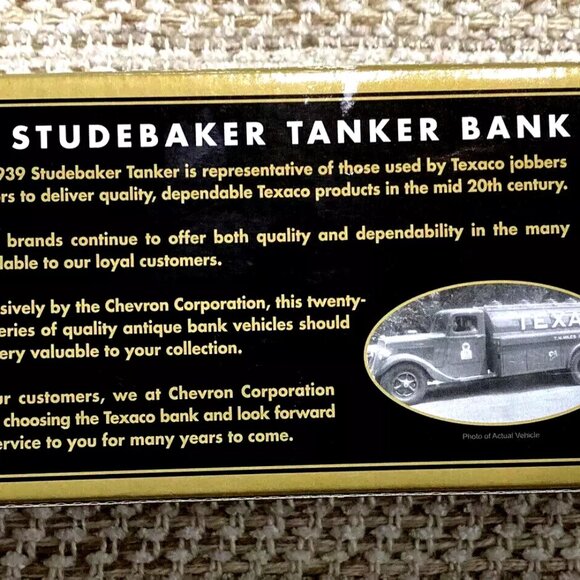 STUDEBAKER TANKER BANK
939 Studebaker Tanker is representative of those used by Texaco jobbers
ers to deliver quality, dependable Texaco products in the mid 20th century.
brands continue to offer both quality and dependability in the many
ilable to our loyal customers.
usively by the Chevron Corporation, this twenty-
eries of quality antique bank vehicles should
ery valuable to your collection.
ur customers, we at Chevron Corporation
choosing the Texaco bank and look forward
ervice to you for many years to come.
TEXA
Photo of Actual Vehicle